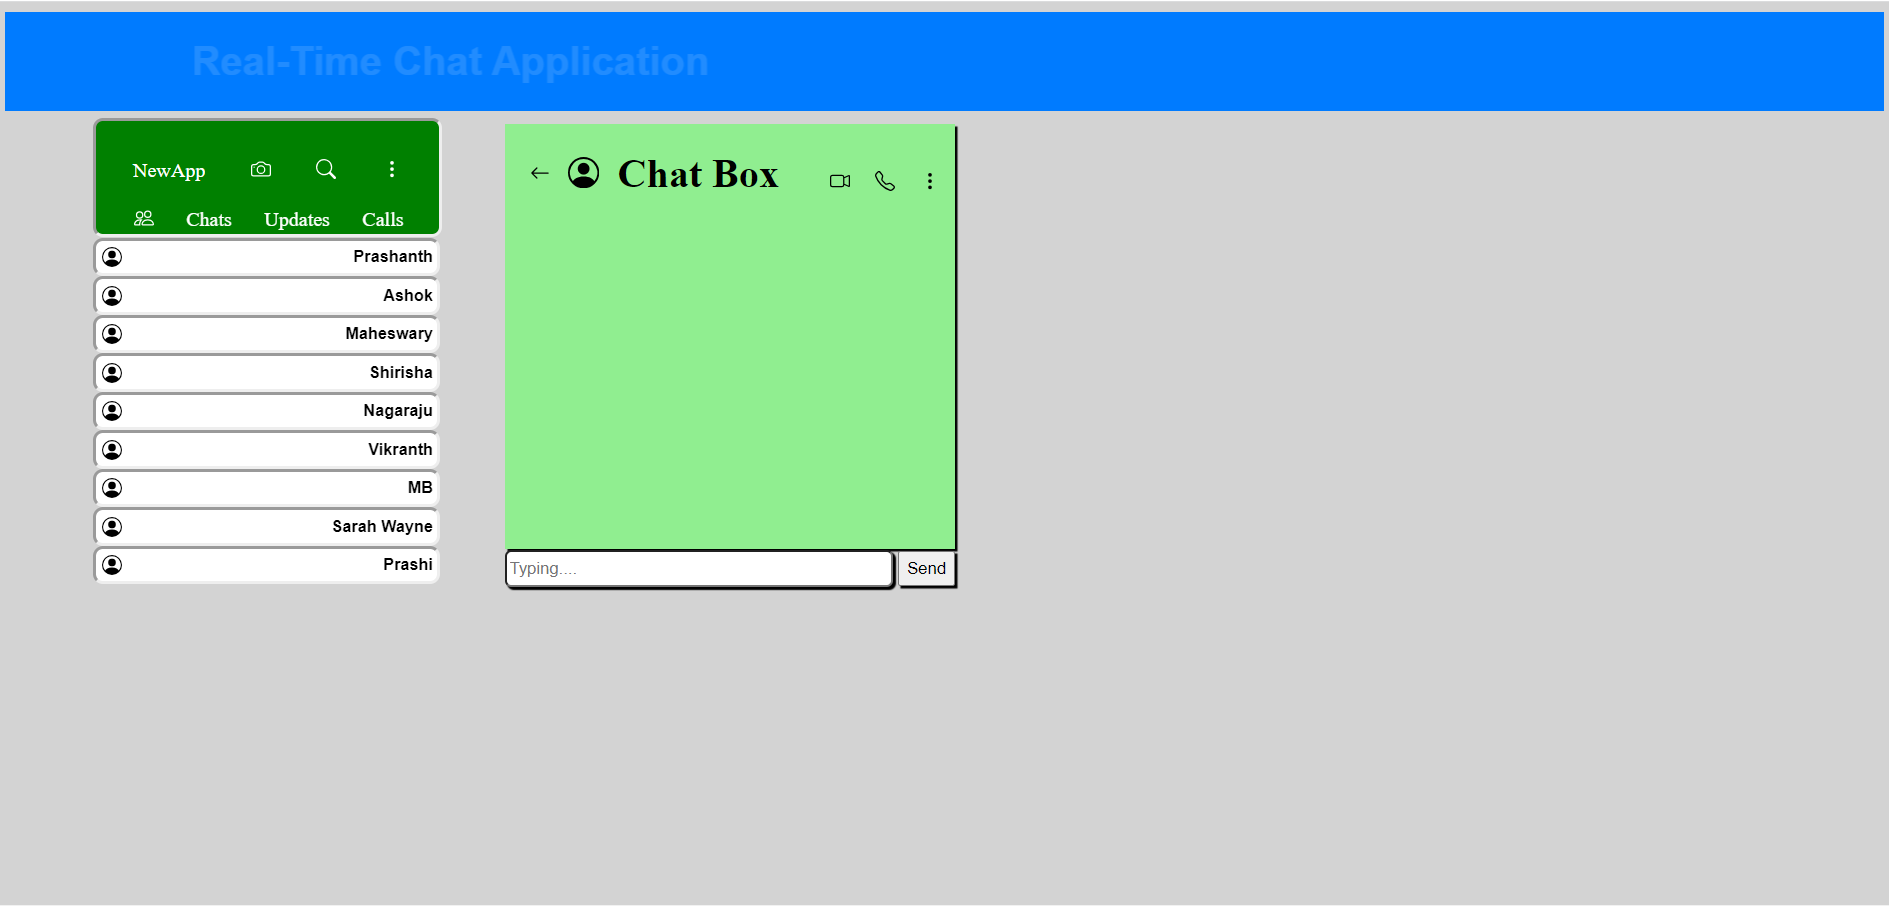 Real-Time Chat Application
NewApp
Chats Updates Calls
Prashanth
Ashok
Maheswary
Shirisha
Nagaraju
Vikranth
MB
Sarah Wayne
Prashi
Chat Box
Typing....
Send